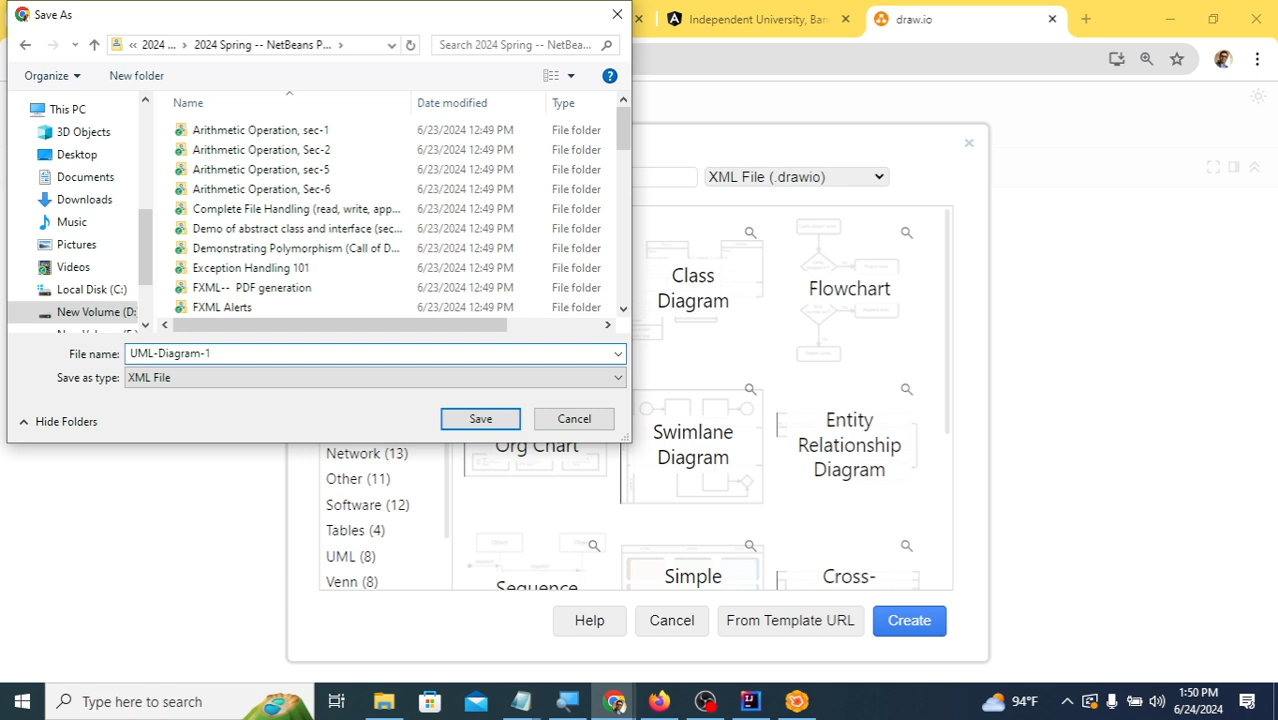 Save As
Independent University, Ban
draw.io
2024 ...
2024 Spring -- NetBeans P...
Search 2024 Spring -- NetBea...
Organize
New folder
Name
Date modified
Type
This PC
3D Objects
Desktop
Documents
Downloads
Music
Pictures
Videos
Local Disk (C:)
New Volume (D:
Arithmetic Operation, sec-1 6/23/2024 12:49 PM File folder
Arithmetic Operation, Sec-2 6/23/2024 12:49 PM File folder
Arithmetic Operation, sec-5 6/23/2024 12:49 PM File folder
Arithmetic Operation, Sec-6 6/23/2024 12:49 PM File folder
Complete File Handling (read, write, app... 6/23/2024 12:49 PM File folder
Demo of abstract class and interface (sec... 6/23/2024 12:49 PM File folder
Demonstrating Polymorphism (Call of D... 6/23/2024 12:49 PM File folder
Exception Handling 101 6/23/2024 12:49 PM File folder
FXML-- PDF generation 6/23/2024 12:49 PM File folder
FXML Alerts 6/23/2024 12:49 PM File folder
File name: UML-Diagram-1
Save as type: XML File
Hide Folders
Save
Cancel
XML File (.drawio)
Class
Diagram
Flowchart
Org Chart
Swimlane
Diagram
Entity
Relationship
Diagram
Network (13)
Other (11)
Software (12)
Tables (4)
UML (8)
Venn (8)
Sequence
Simple
Cross-
Help
Cancel
From Template URL
Create
Type here to search
94°F
1:50 PM
6/24/2024